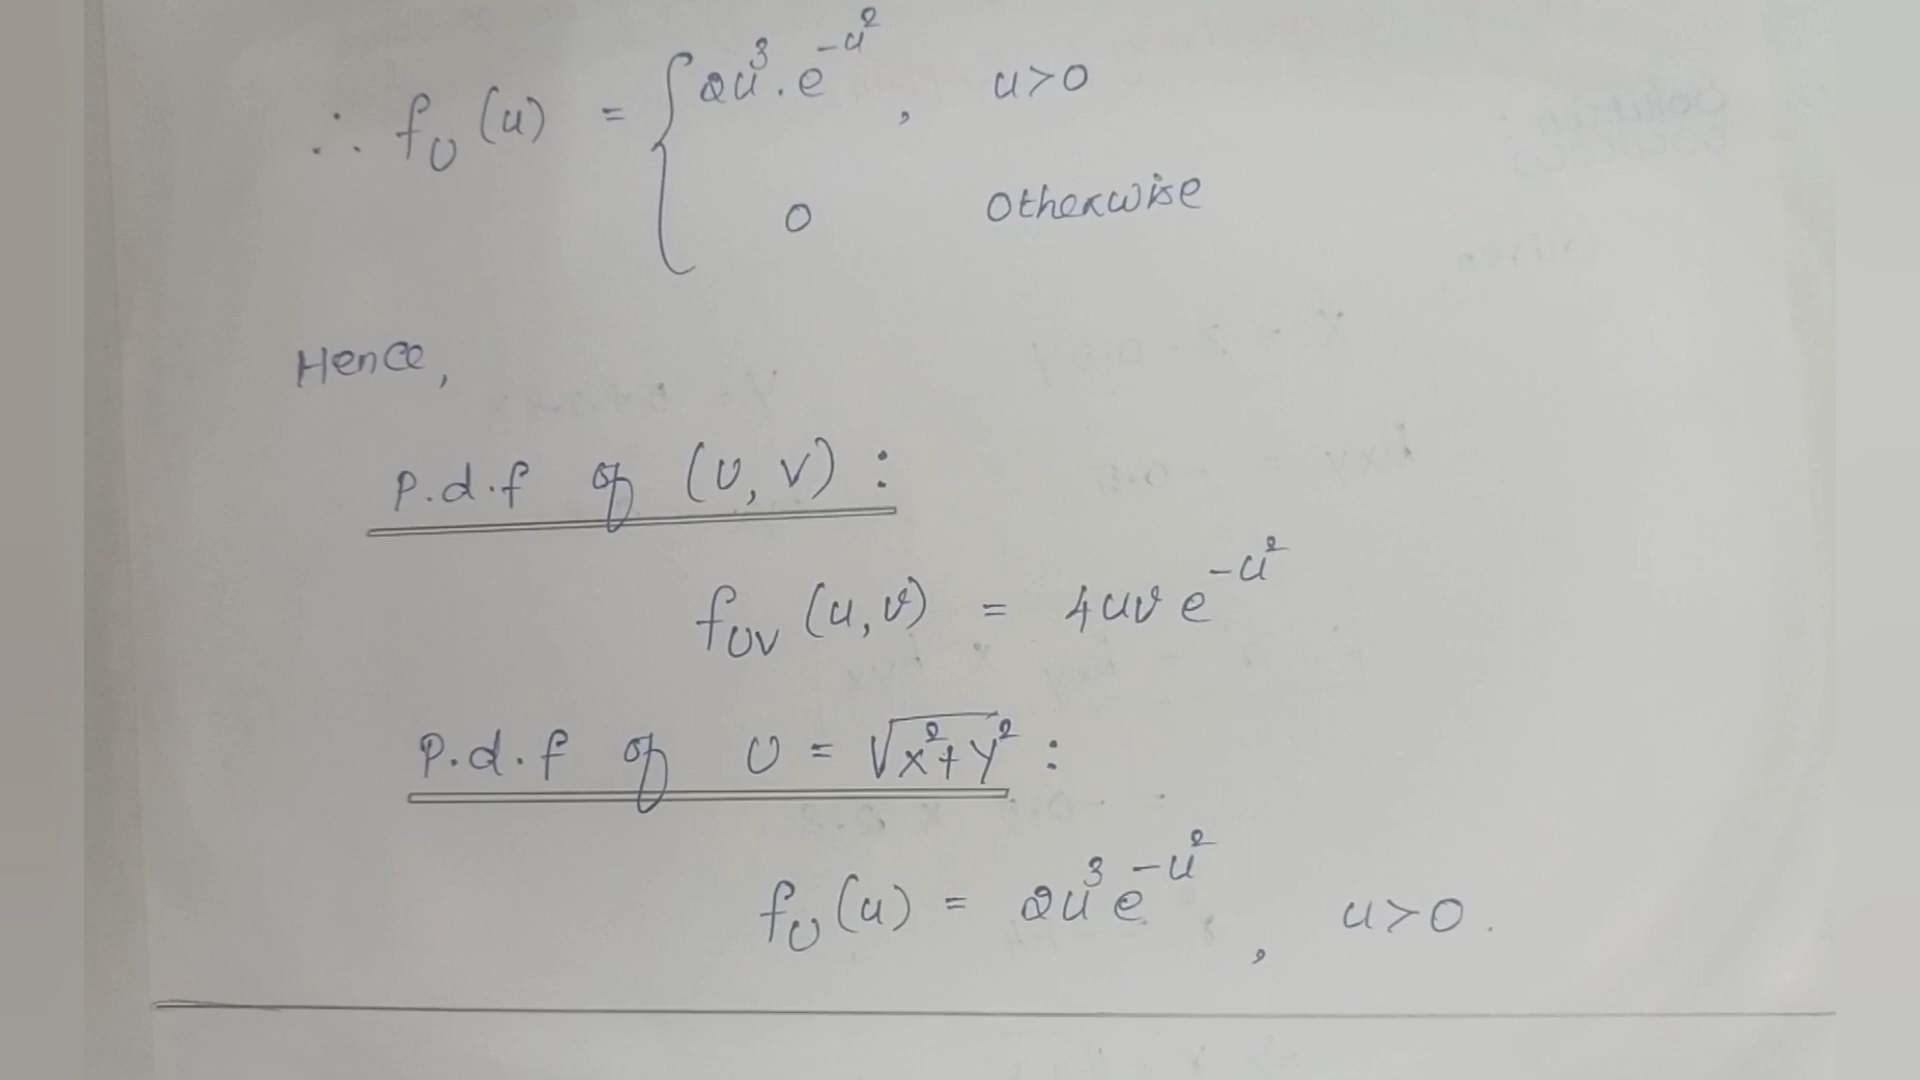 ∴ f_U (u) = { 2u³ . e^{-u²} , u>0
0 otherwise
Hence,
P.d.f of (U, V) :
f_{UV} (u, v) = 4uv e^{-u²}
P.d.f of U = √(x²+y²) :
f_U (u) = 2u³ e^{-u²} , u>0.